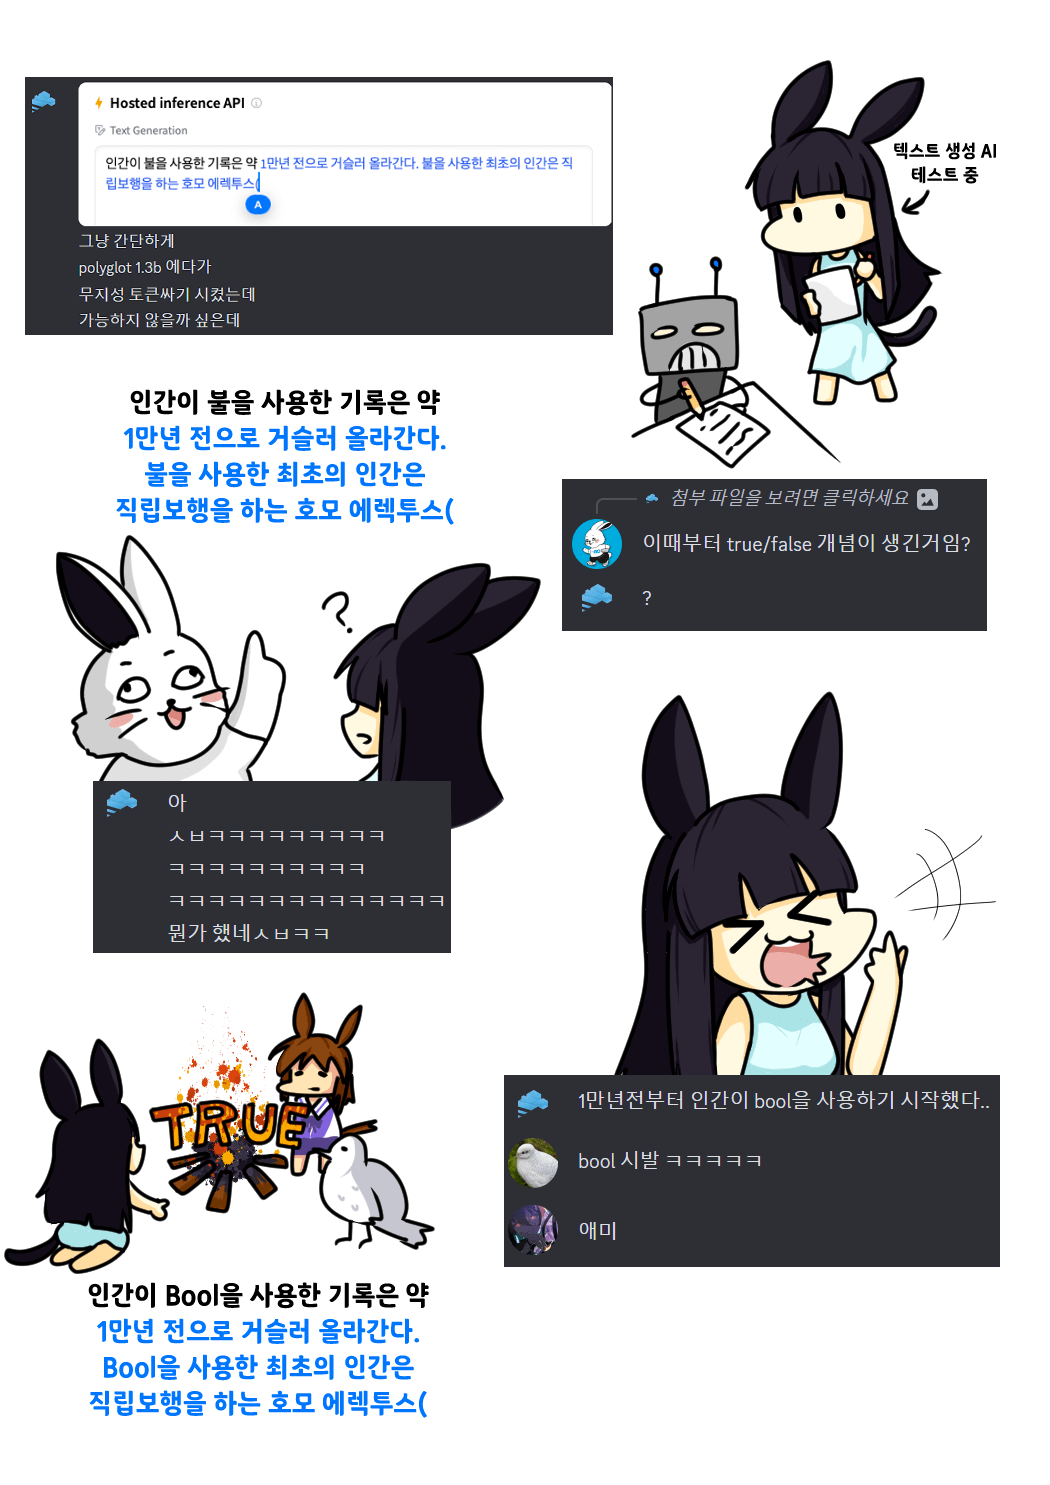 Hosted inference API
Text Generation
인간이 불을 사용한 기록은 약 1만년 전으로 거슬러 올라간다. 불을 사용한 최초의 인간은 직
립보행을 하는 호모 에렉투스(
A
그냥 간단하게
polyglot 1.3b 에다가
무지성 토큰싸기 시켰는데
가능하지 않을까 싶은데
텍스트 생성 AI
테스트 중
인간이 불을 사용한 기록은 약
1만년 전으로 거슬러 올라간다.
불을 사용한 최초의 인간은
직립보행을 하는 호모 에렉투스(
첨부 파일을 보려면 클릭하세요
이때부터 true/false 개념이 생긴거임?
?
?
아
ㅅㅂㅋㅋㅋㅋㅋㅋㅋㅋㅋ
ㅋㅋㅋㅋㅋㅋㅋㅋㅋㅋ
ㅋㅋㅋㅋㅋㅋㅋㅋㅋㅋㅋㅋㅋㅋ
뭔가 했네ㅅㅂㅋㅋ
1만년전부터 인간이 bool을 사용하기 시작했다..
bool 시발 ㅋㅋㅋㅋㅋ
애미
TRUE
인간이 Bool을 사용한 기록은 약
1만년 전으로 거슬러 올라간다.
Bool을 사용한 최초의 인간은
직립보행을 하는 호모 에렉투스(